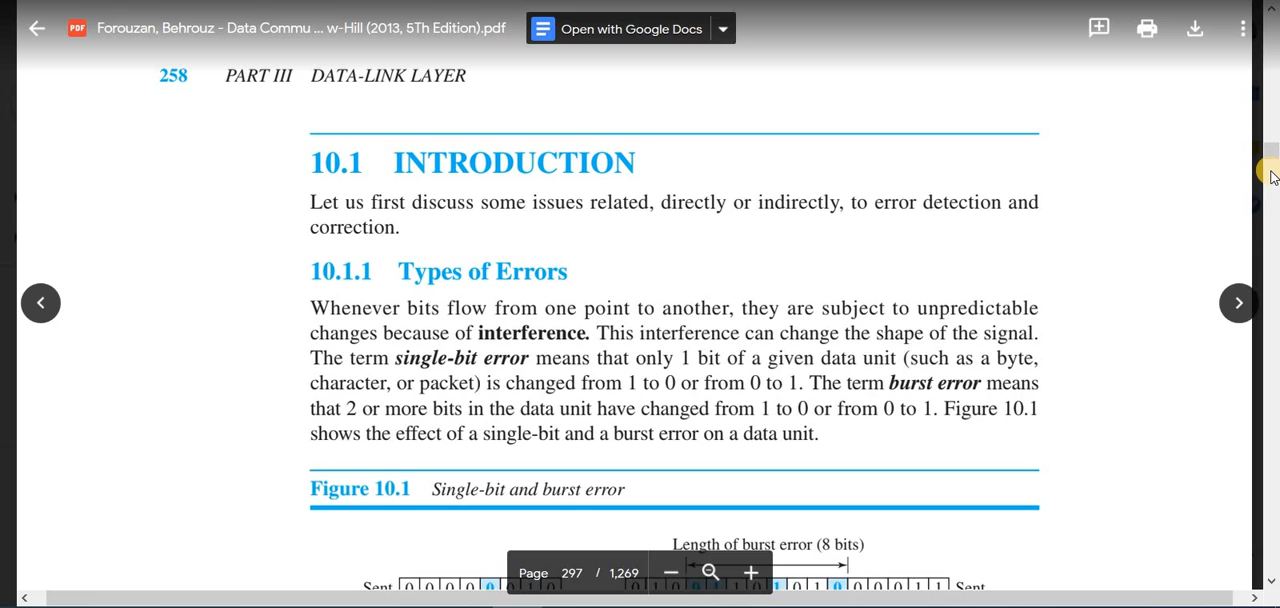 PDF Forouzan, Behrouz - Data Commu ... w-Hill (2013, 5Th Edition).pdf Open with Google Docs
258 PART III DATA-LINK LAYER
10.1 INTRODUCTION
Let us first discuss some issues related, directly or indirectly, to error detection and
correction.
10.1.1 Types of Errors
Whenever bits flow from one point to another, they are subject to unpredictable
changes because of interference. This interference can change the shape of the signal.
The term single-bit error means that only 1 bit of a given data unit (such as a byte,
character, or packet) is changed from 1 to 0 or from 0 to 1. The term burst error means
that 2 or more bits in the data unit have changed from 1 to 0 or from 0 to 1. Figure 10.1
shows the effect of a single-bit and a burst error on a data unit.
Figure 10.1 Single-bit and burst error
Length of burst error (8 bits)
Page 297 / 1,269
Sent 0 0 0 0 0 Sent